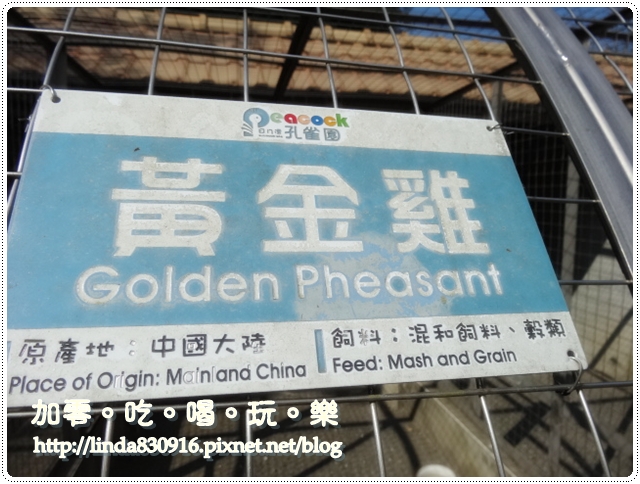 Peacock
孔雀園
黃金雞
Golden Pheasant
原產地：中國大陸
Place of Origin: Mainland China
飼料：混和飼料、穀類
Feed: Mash and Grain
加零。吃。喝。玩。樂
http://linda830916.pixnet.net/blog